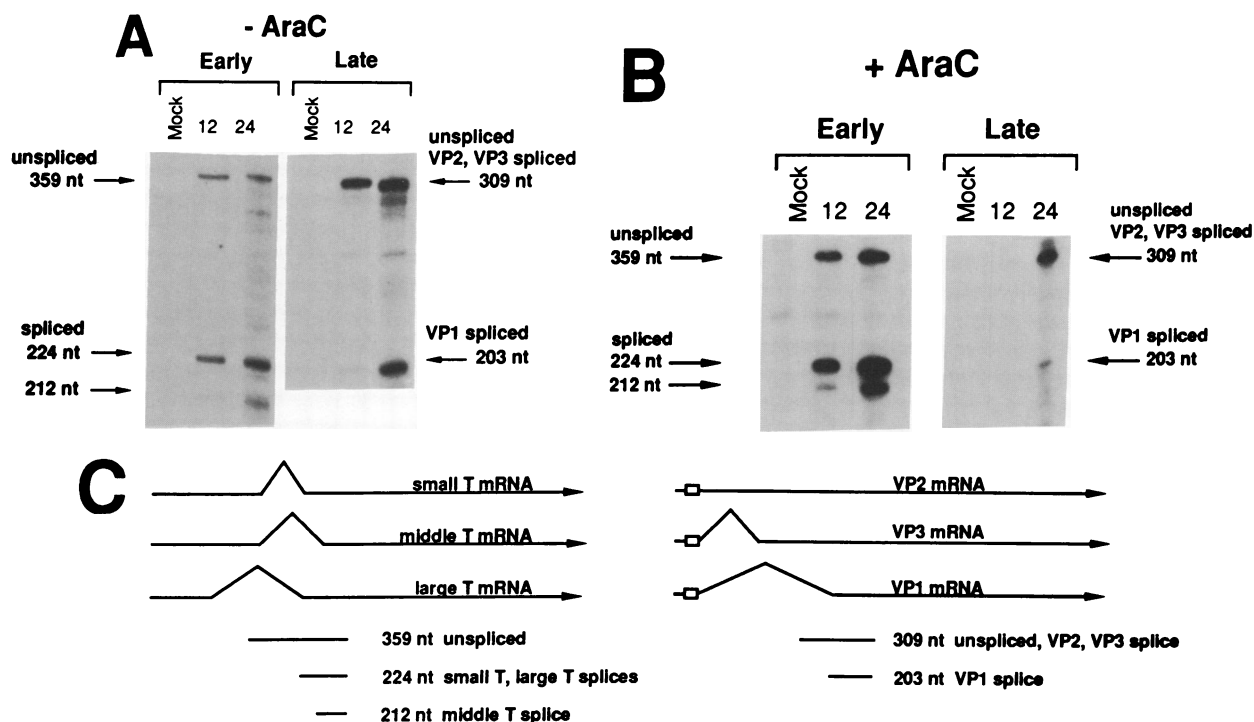 A
- AraC
Early
Late
Mock
12
24
Mock
12
24
unspliced
359 nt
unspliced
VP2, VP3 spliced
309 nt
spliced
224 nt
212 nt
VP1 spliced
203 nt
B
+ AraC
Early
Late
Mock
12
24
Mock
12
24
unspliced
359 nt
unspliced
VP2, VP3 spliced
309 nt
spliced
224 nt
212 nt
VP1 spliced
203 nt
C
small T mRNA
middle T mRNA
large T mRNA
359 nt unspliced
224 nt small T, large T splices
212 nt middle T splice
VP2 mRNA
VP3 mRNA
VP1 mRNA
309 nt unspliced, VP2, VP3 splice
203 nt VP1 splice